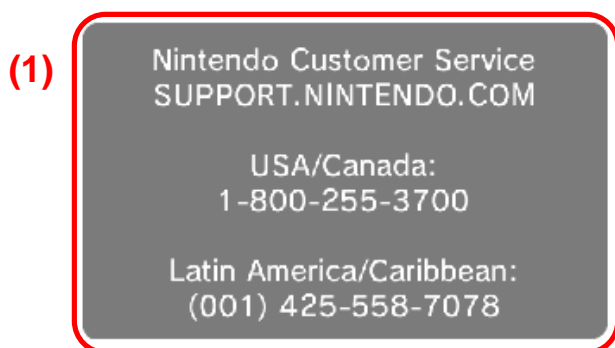 (1)
Nintendo Customer Service
SUPPORT.NINTENDO.COM
USA/Canada:
1-800-255-3700
Latin America/Caribbean:
(001) 425-558-7078